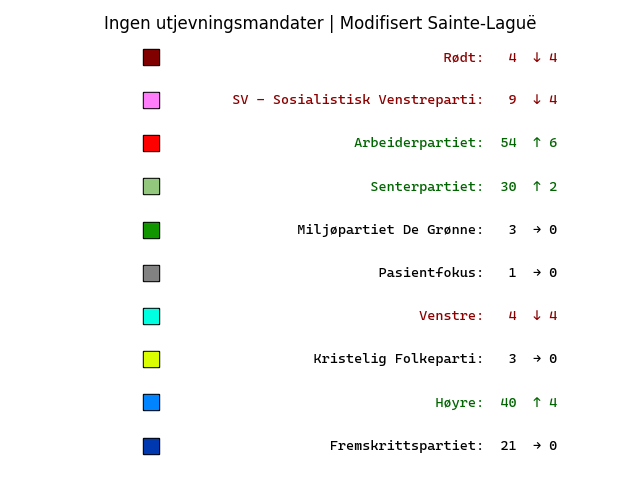 Ingen utjevningsmandater | Modifisert Sainte-Laguë
Rødt: 4 ↓ 4
SV – Sosialistisk Venstreparti: 9 ↓ 4
Arbeiderpartiet: 54 ↑ 6
Senterpartiet: 30 ↑ 2
Miljøpartiet De Grønne: 3 → 0
Pasientfokus: 1 → 0
Venstre: 4 ↓ 4
Kristelig Folkeparti: 3 → 0
Høyre: 40 ↑ 4
Fremskrittspartiet: 21 → 0